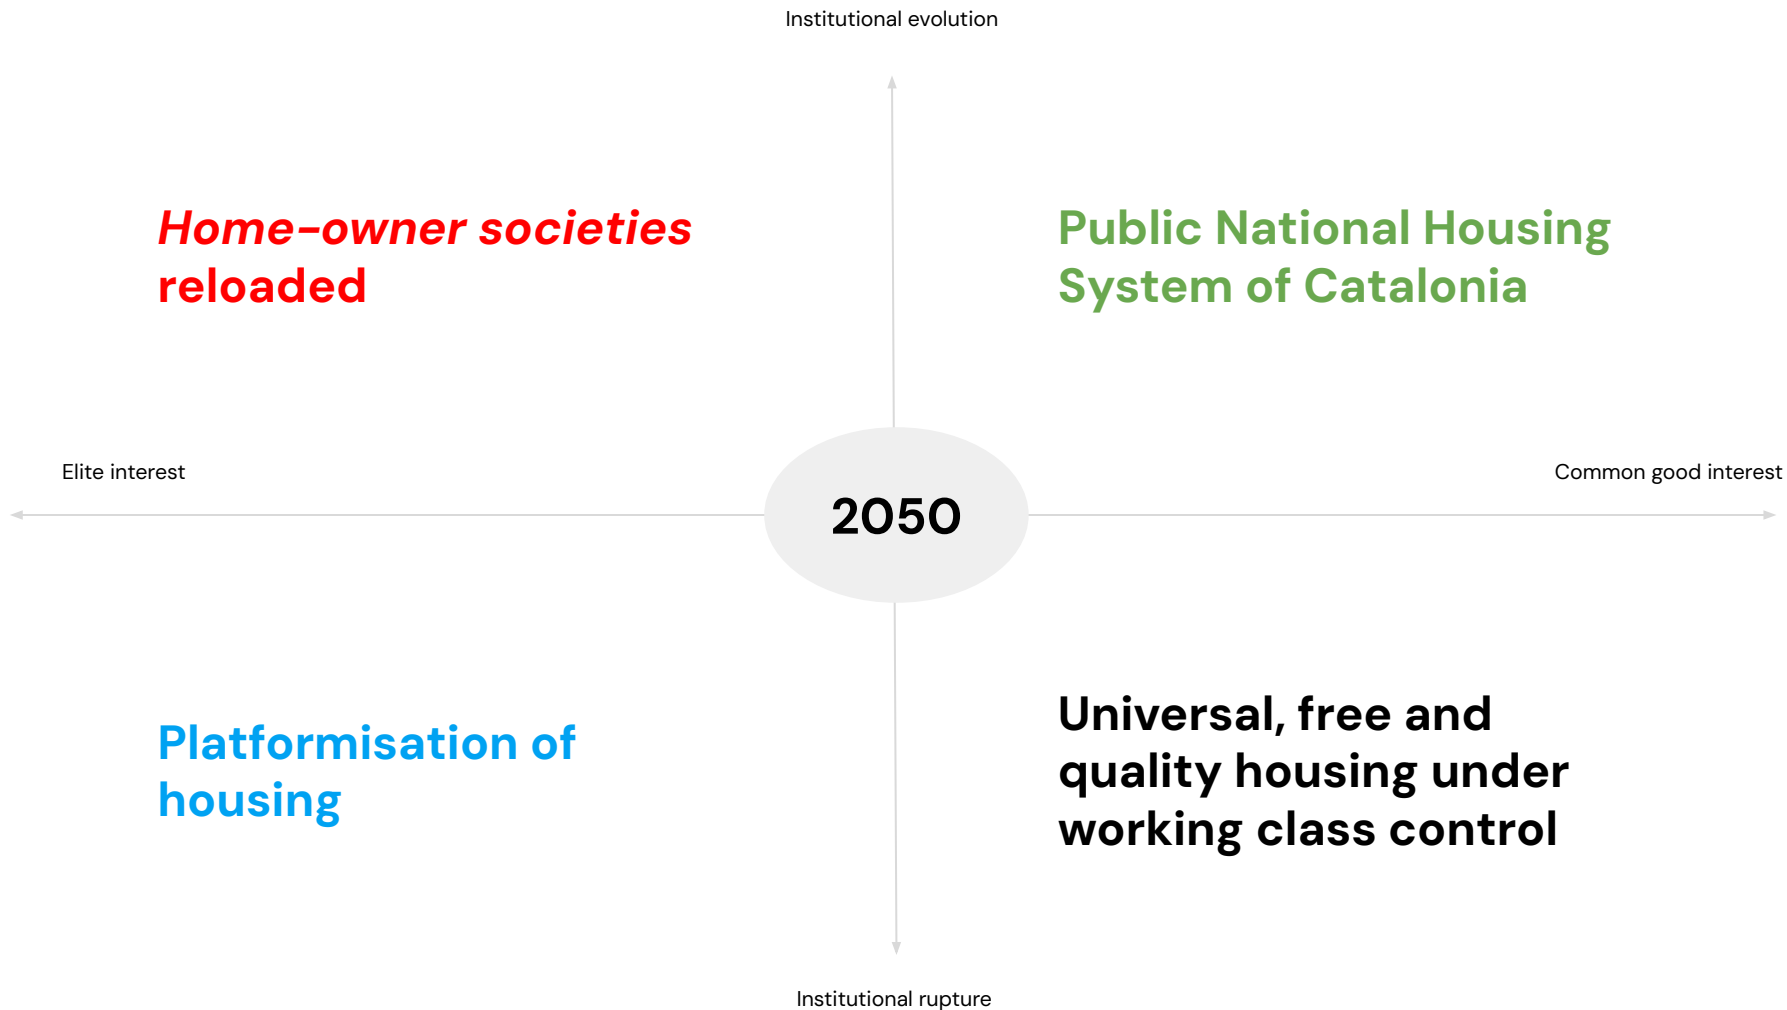 Institutional evolution
Home-owner societies
reloaded
Public National Housing
System of Catalonia
Elite interest
Common good interest
2050
Platformisation of
housing
Universal, free and
quality housing under
working class control
Institutional rupture